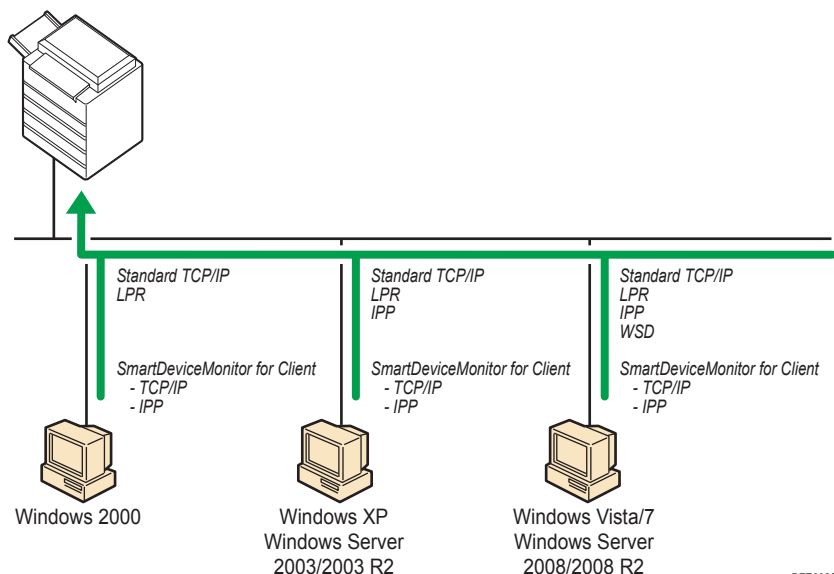 Standard TCP/IP
LPR
SmartDeviceMonitor for Client
- TCP/IP
- IPP
Windows 2000
Standard TCP/IP
LPR
IPP
SmartDeviceMonitor for Client
- TCP/IP
- IPP
Windows XP
Windows Server
2003/2003 R2
Standard TCP/IP
LPR
IPP
WSD
SmartDeviceMonitor for Client
- TCP/IP
- IPP
Windows Vista/7
Windows Server
2008/2008 R2